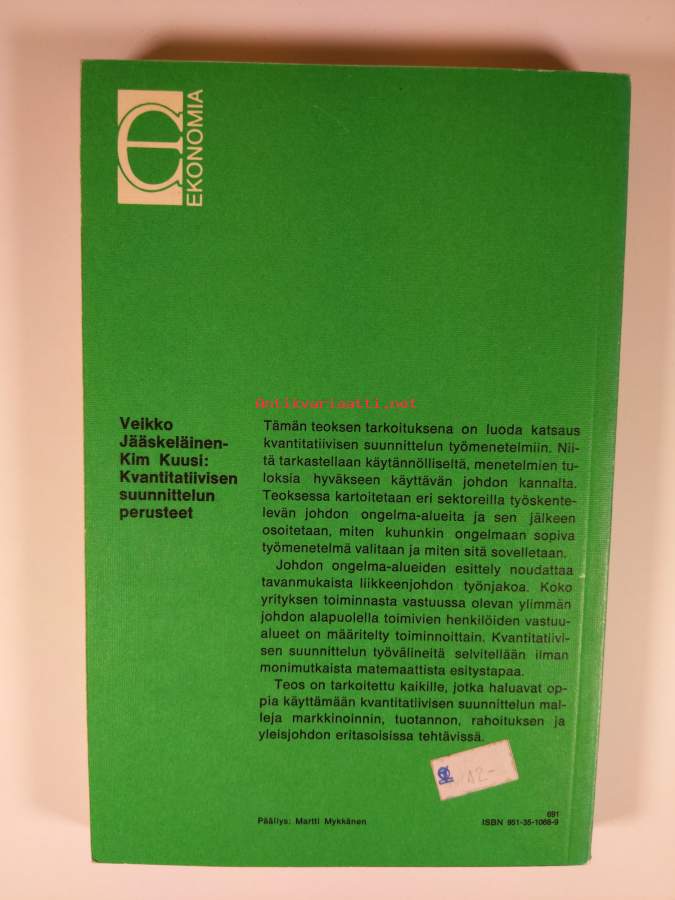 EKONOMIA
Antikvariaatti.net
Veikko
Jääskeläinen-
Kim Kuusi:
Kvantitatiivisen
suunnittelun
perusteet
Tämän teoksen tarkoituksena on luoda katsaus
kvantitatiivisen suunnittelun työmenetelmiin. Nii-
tä tarkastellaan käytännölliseltä, menetelmien tu-
loksia hyväkseen käyttävän johdon kannalta.
Teoksessa kartoitetaan eri sektoreilla työskente-
levän johdon ongelma-alueita ja sen jälkeen
osoitetaan, miten kuhunkin ongelmaan sopiva
työmenetelmä valitaan ja miten sitä sovelletaan.
Johdon ongelma-alueiden esittely noudattaa
tavanmukaista liikkeenjohdon työnjakoa. Koko
yrityksen toiminnasta vastuussa olevan ylimmän
johdon alapuolella toimivien henkilöiden vastuu-
alueet on määritelty toiminnoittain. Kvantitatiivi-
sen suunnittelun työvälineitä selvitellään ilman
monimutkaista matemaattista esitystapaa.
Teos on tarkoitettu kaikille, jotka haluavat op-
pia käyttämään kvantitatiivisen suunnittelun mal-
leja markkinoinnin, tuotannon, rahoituksen ja
yleisjohdon eritasoisissa tehtävissä.
12-
Päällys: Martti Mykkänen
691
ISBN 951-35-1068-9